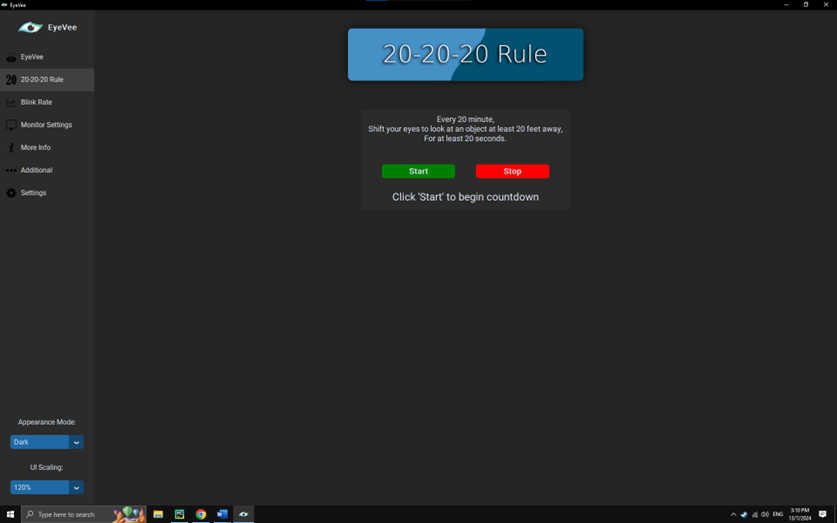 EyeVee
EyeVee
EyeVee
20 20-20-20 Rule
Blink Rate
Monitor Settings
i More Info
Additional
Settings
20-20-20 Rule
Every 20 minute,
Shift your eyes to look at an object at least 20 feet away,
For at least 20 seconds.
Start Stop
Click 'Start' to begin countdown
Appearance Mode:
Dark
UI Scaling:
120%
Type here to search
ENG
3:10 PM
11/7/2024